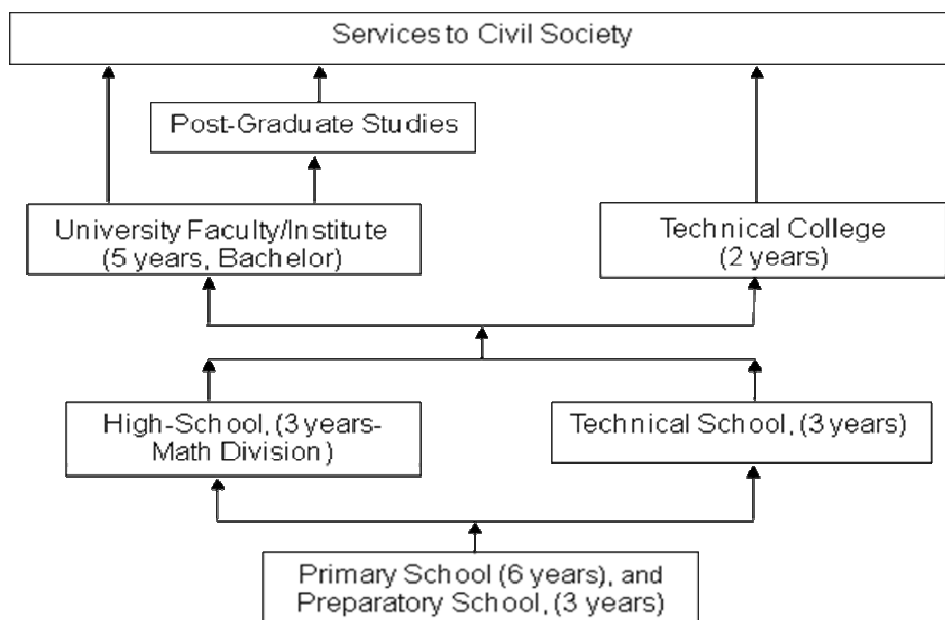 Services to Civil Society
Post-Graduate Studies
University Faculty/Institute
(5 years, Bachelor)
Technical College
(2 years)
High-School, (3 years-
Math Division)
Technical School, (3 years)
Primary School (6 years), and
Preparatory School, (3 years)